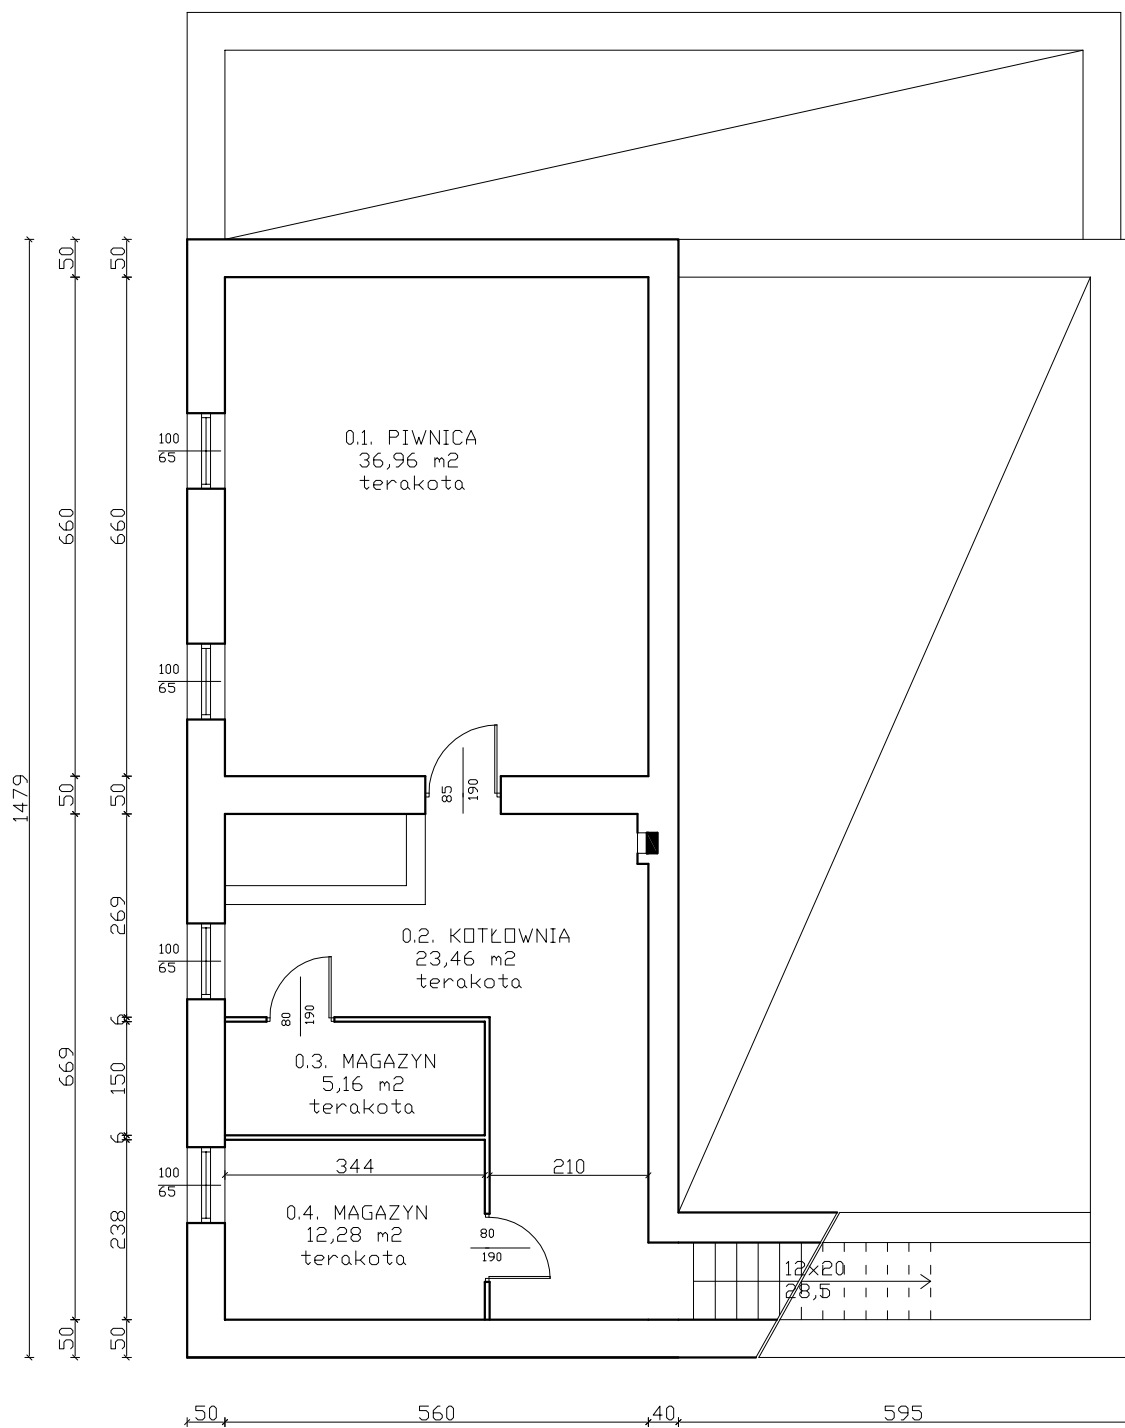 50
50
0.1. PIWNICA
36,96 m2
terakota
100
65
660
660
100
65
85
190
1479
50
50
269
0.2. KOTŁOWNIA
23,46 m2
terakota
100
65
80
190
6
669
150
0.3. MAGAZYN
5,16 m2
terakota
6
344
210
100
65
238
0.4. MAGAZYN
12,28 m2
terakota
80
190
12x20
28,5
50
50
50
560
40
595